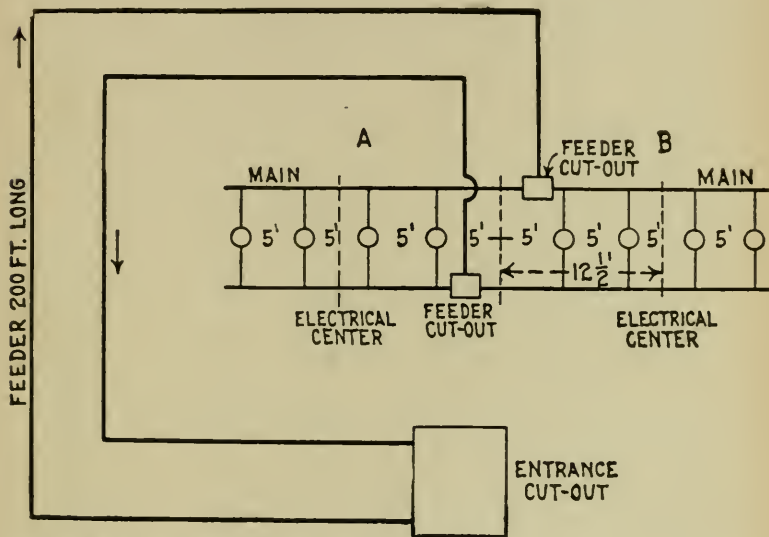 A
B
FEEDER
CUT-OUT
MAIN
MAIN
5' 5' 5' 5' 5' 5' 5' 5'
12 1/2'
ELECTRICAL
CENTER
FEEDER
CUT-OUT
ELECTRICAL
CENTER
FEEDER 200 FT. LONG
ENTRANCE
CUT-OUT